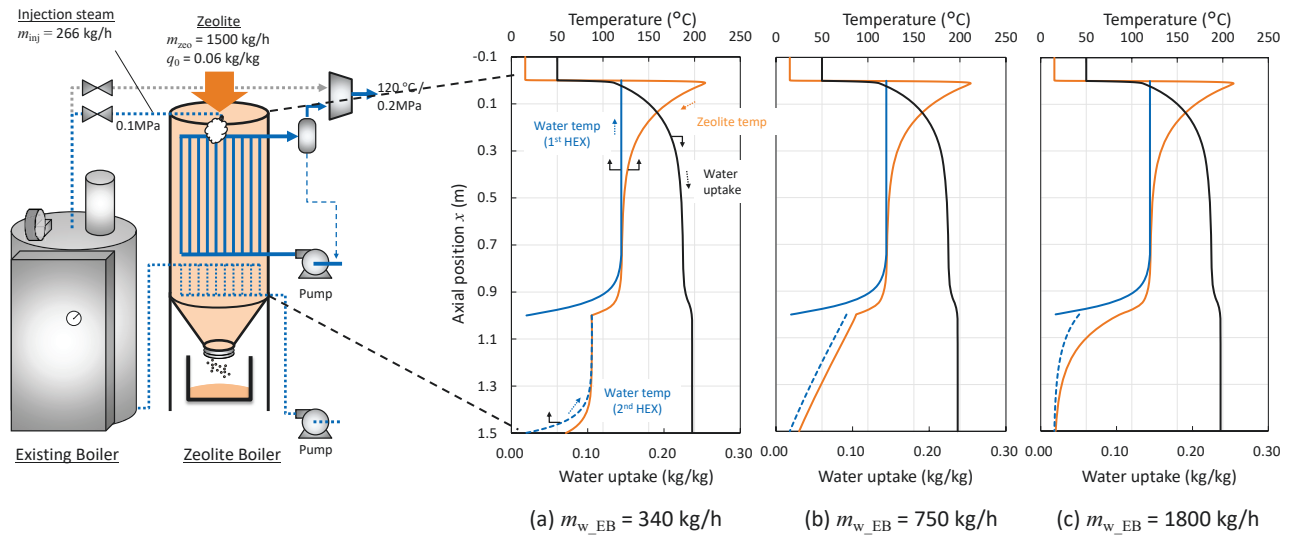 Injection steam
m_inj = 266 kg/h
Zeolite
m_zeo = 1500 kg/h
q_0 = 0.06 kg/kg
0.1MPa
120 °C/
0.2MPa
Pump
Pump
Existing Boiler
Zeolite Boiler
Temperature (°C)
0 50 100 150 200 250
Axial position x (m)
-0.1
0.1
0.3
0.5
0.7
0.9
1.1
1.3
1.5
Water temp
(1st HEX)
Zeolite temp
Water
uptake
Water temp
(2nd HEX)
0.00 0.10 0.20 0.30
Water uptake (kg/kg)
(a) m_w_EB = 340 kg/h
Temperature (°C)
0 50 100 150 200 250
0.00 0.10 0.20 0.30
Water uptake (kg/kg)
(b) m_w_EB = 750 kg/h
Temperature (°C)
0 50 100 150 200 250
0.00 0.10 0.20 0.30
Water uptake (kg/kg)
(c) m_w_EB = 1800 kg/h